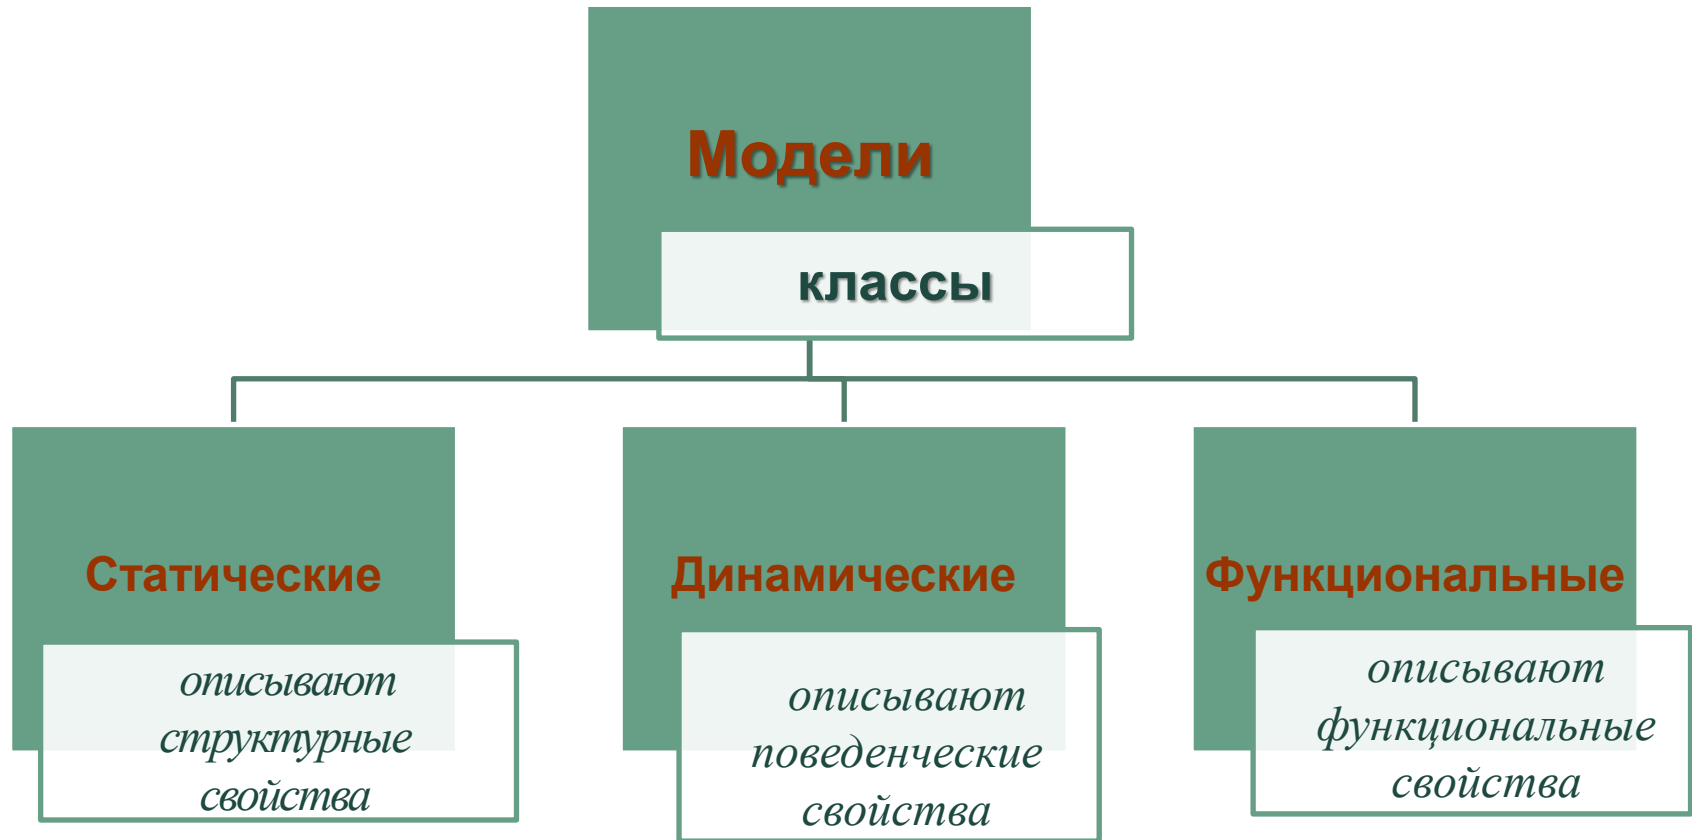 Модели
классы
Статические
описывают
структурные
свойства
Динамические
описывают
поведенческие
свойства
Функциональные
описывают
функциональные
свойства